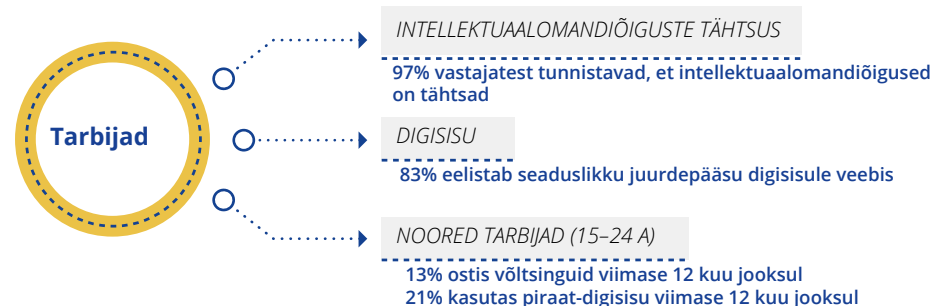 Tarbijad
INTELLEKTUAALOMANDIÕIGUSTE TÄHTSUS
97% vastajatest tunnistavad, et intellektuaalomandiõigused
on tähtsad
DIGISISU
83% eelistab seaduslikku juurdepääsu digisisule veebis
NOORED TARBIJAD (15–24 A)
13% ostis võltsinguid viimase 12 kuu jooksul
21% kasutas piraat-digisisu viimase 12 kuu jooksul